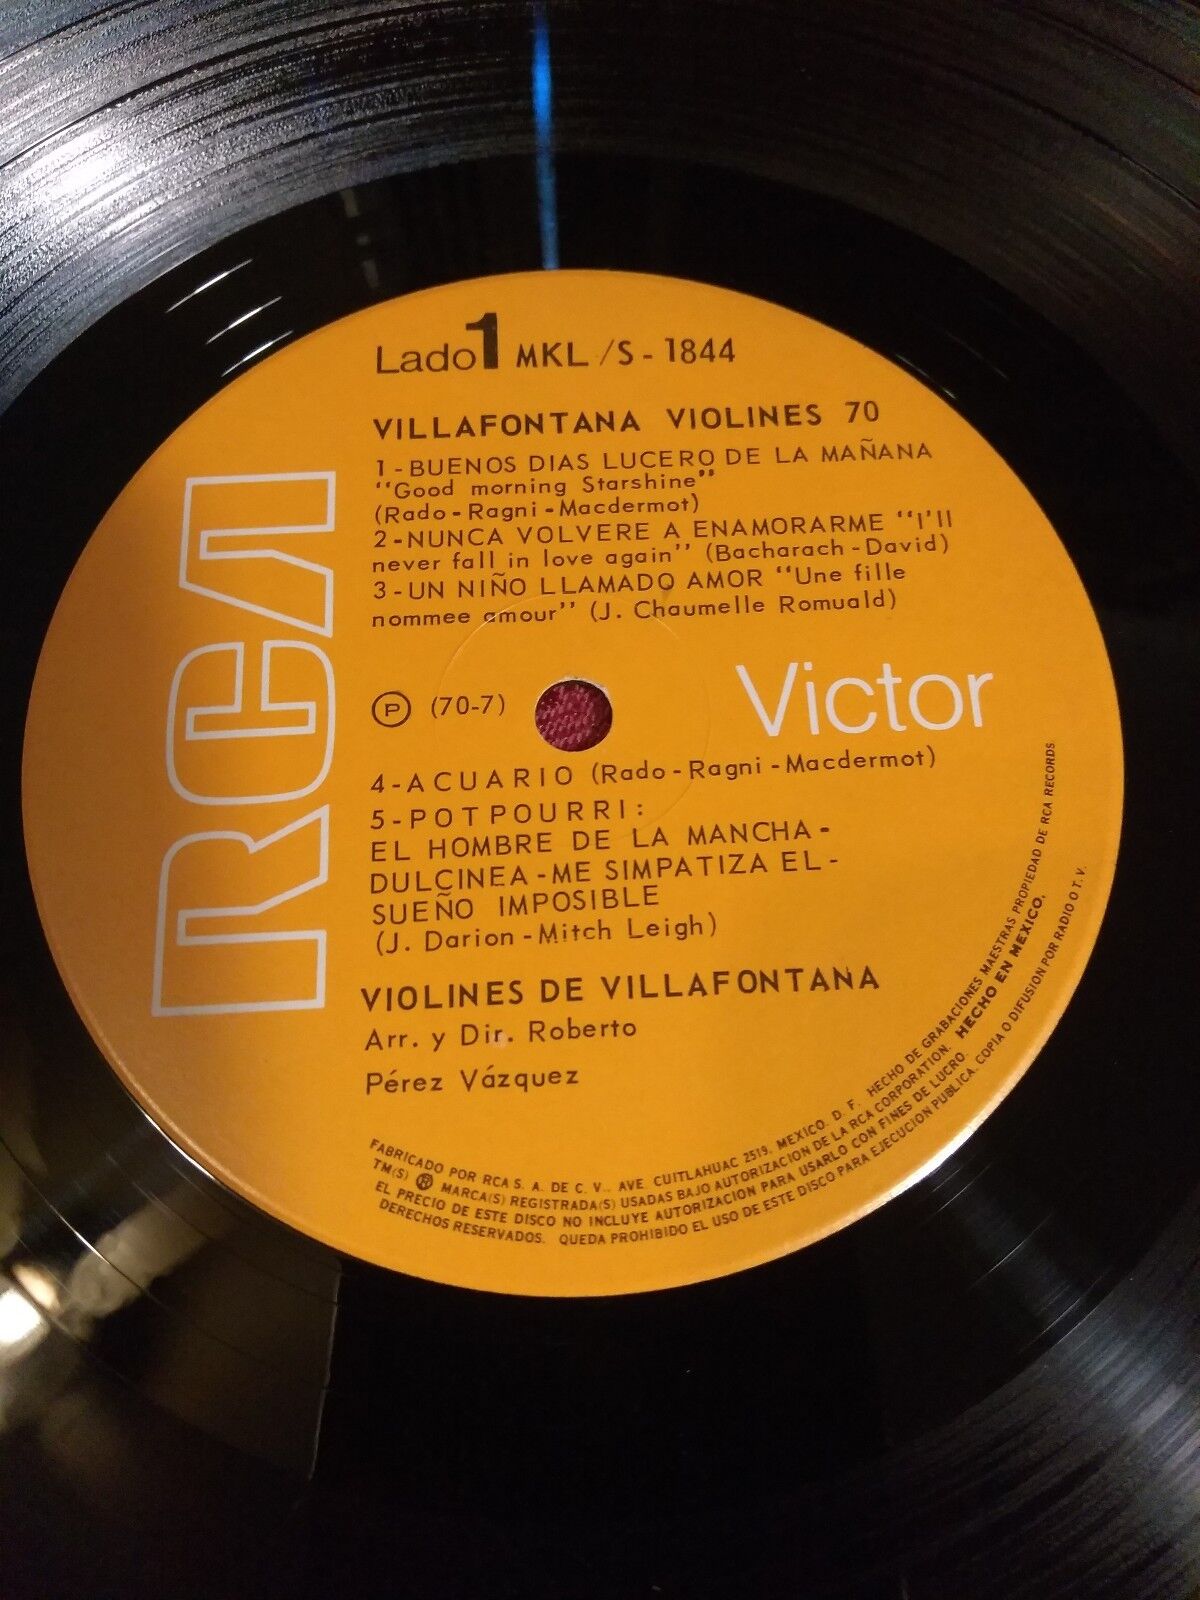 Lado 1 MKL /S - 1844
VILLAFONTANA VIOLINES 70
1 - BUENOS DIAS LUCERO DE LA MAÑANA
"Good morning Starshine"
(Rado - Ragni - Macdermot)
2 - NUNCA VOLVERE A ENAMORARME "I'll
never fall in love again" (Bacharach - David)
3 - UN NIÑO LLAMADO AMOR "Une fille
nommee amour" (J. Chaumelle Romuald)
RCA
Ⓟ (70-7)
Victor
4 - ACUARIO (Rado - Ragni - Macdermot)
5 - POTPOURRI:
EL HOMBRE DE LA MANCHA -
DULCINEA - ME SIMPATIZA EL -
SUEÑO IMPOSIBLE
(J. Darion - Mitch Leigh)
VIOLINES DE VILLAFONTANA
Arr. y Dir. Roberto
Pérez Vázquez
FABRICADO POR RCA S. A. DE C. V., AVE. CUITLAHUAC 2519, MEXICO, D. F. HECHO DE GRABACIONES MAESTRAS PROPIEDAD DE RCA RECORDS
TM(S) ® MARCA(S) REGISTRADA(S) USADAS BAJO AUTORIZACION DE LA RCA CORPORATION. HECHO EN MEXICO.
EL PRECIO DE ESTE DISCO NO INCLUYE AUTORIZACION PARA USARLO CON FINES DE LUCRO.
DERECHOS RESERVADOS. QUEDA PROHIBIDO EL USO DE ESTE DISCO PARA EJECUCION PUBLICA, COPIA O DIFUSION POR RADIO O T. V.